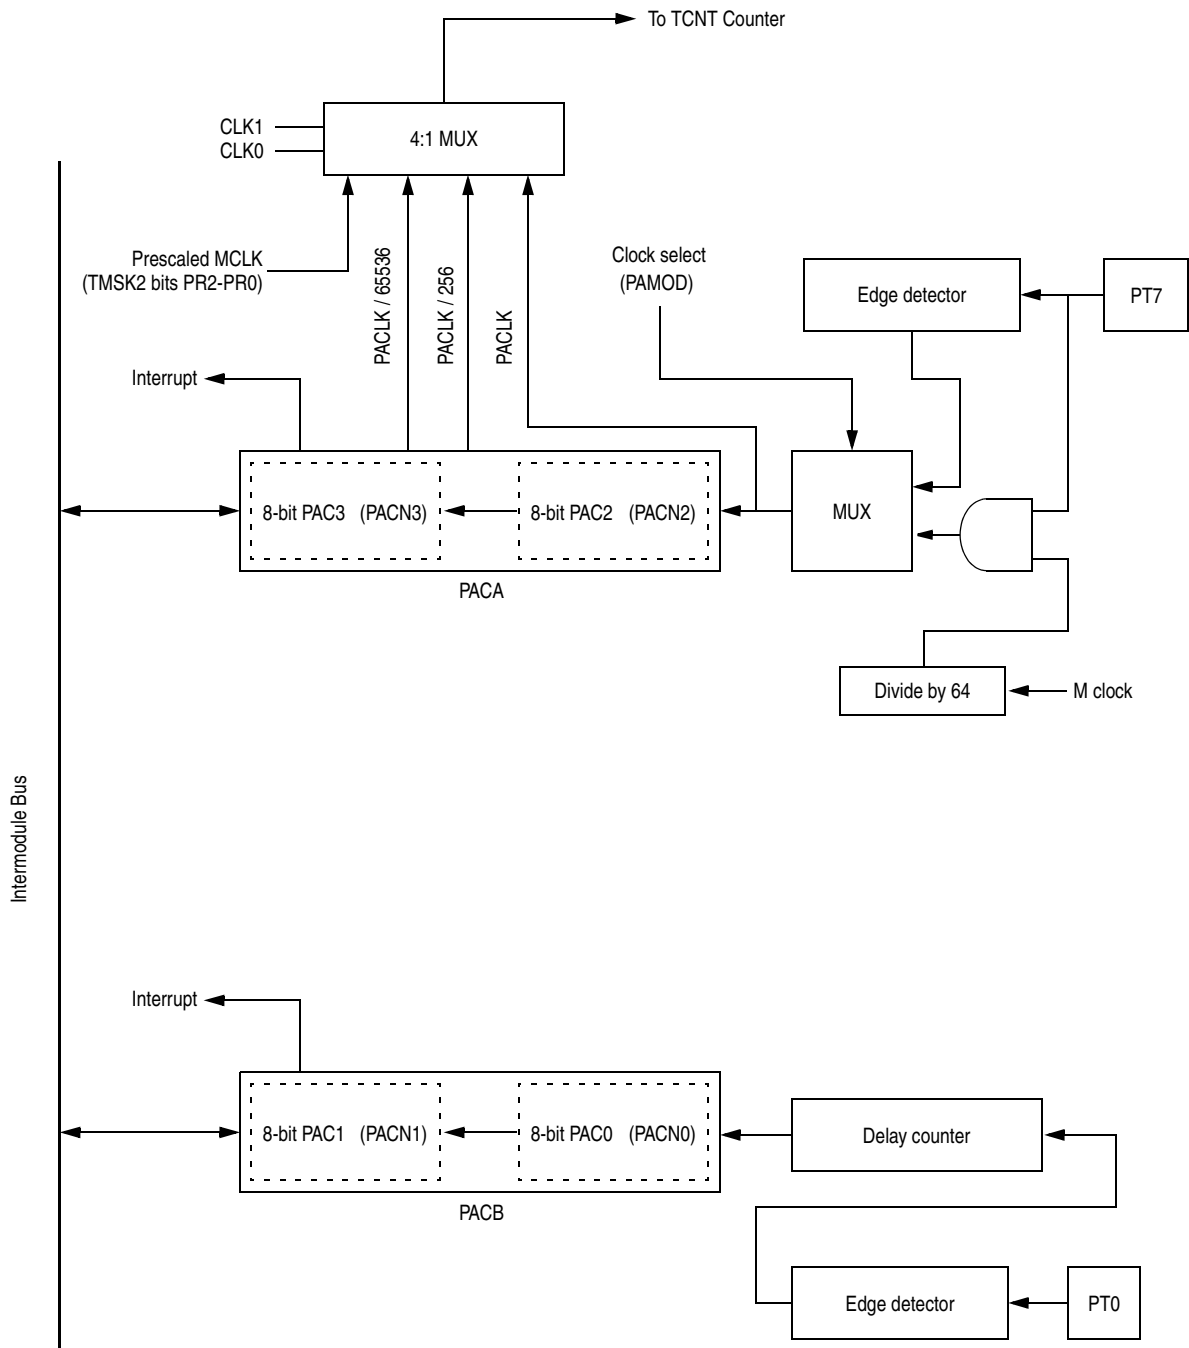 To TCNT Counter
CLK1
CLK0
4:1 MUX
Prescaled MCLK
(TMSK2 bits PR2-PR0)
PACLK / 65536
PACLK / 256
PACLK
Clock select
(PAMOD)
Edge detector
PT7
Interrupt
8-bit PAC3 (PACN3)
8-bit PAC2 (PACN2)
MUX
PACA
Divide by 64
M clock
Intermodule Bus
Interrupt
8-bit PAC1 (PACN1)
8-bit PAC0 (PACN0)
Delay counter
PACB
Edge detector
PT0